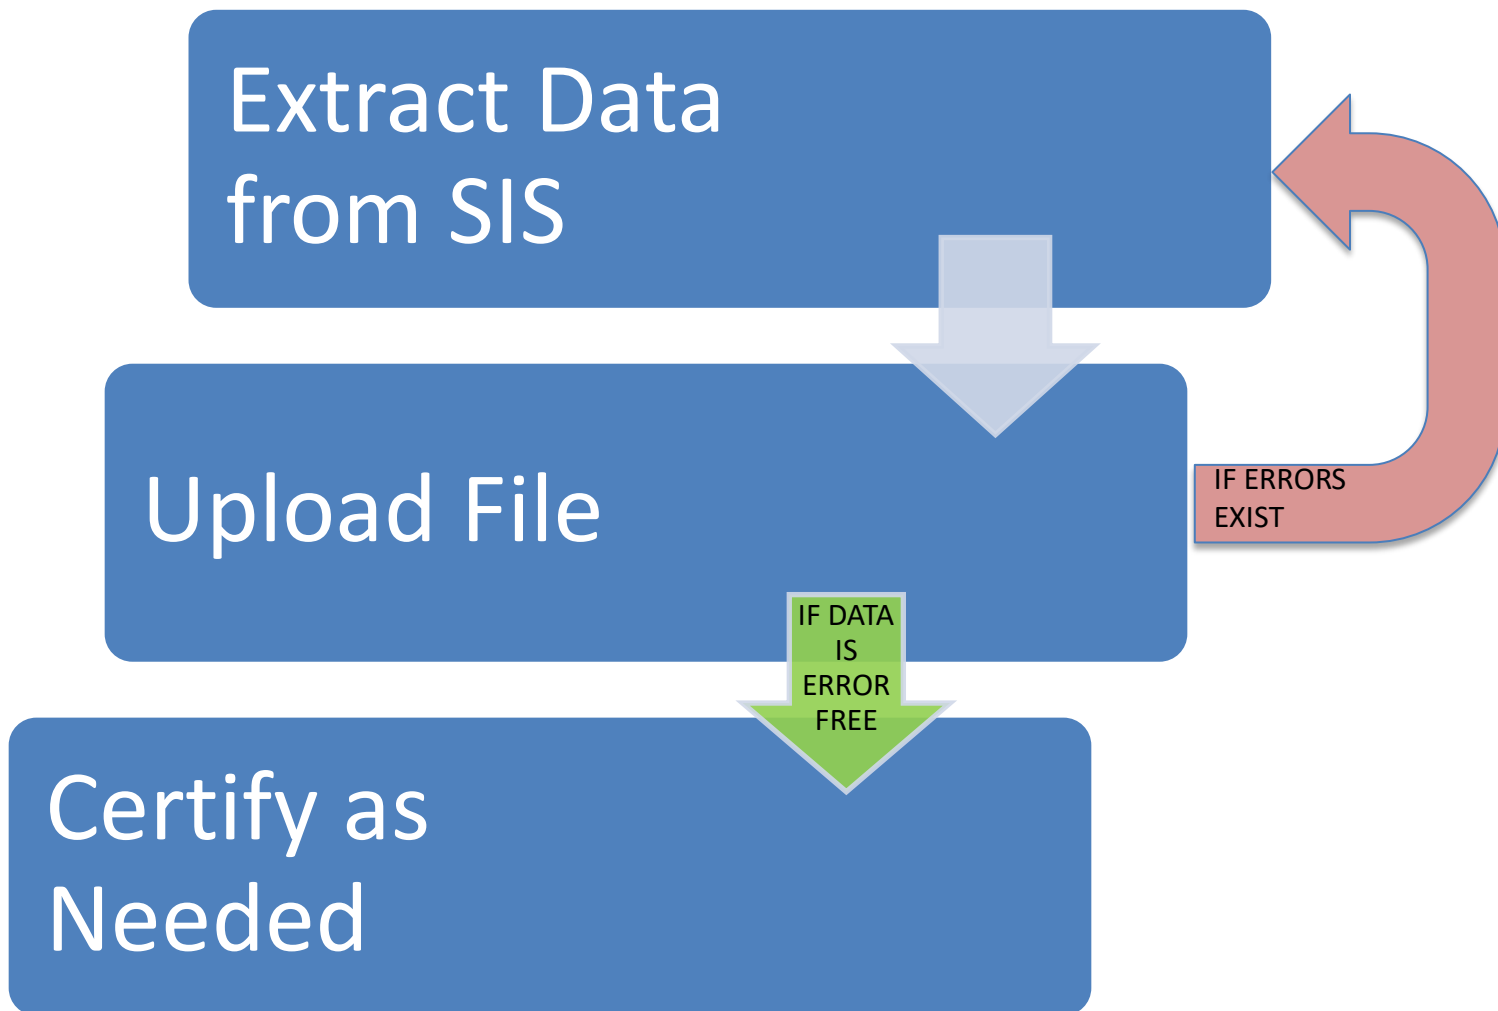 Extract Data
from SIS
Upload File
IF ERRORS
EXIST
IF DATA
IS
ERROR
FREE
Certify as
Needed